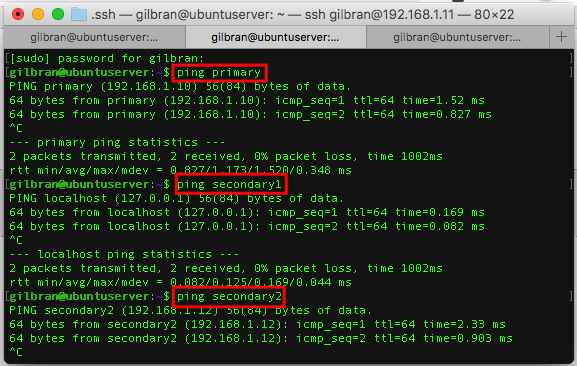 .ssh — gilbran@ubuntuserver: ~ — ssh gilbran@192.168.1.11 — 80×22
gilbran@ubuntuserver:... gilbran@ubuntuserver: ~... gilbran@ubuntuserver:... +
[[sudo] password for gilbran: ]
[gilbran@ubuntuserver:~$ ping primary ]
PING primary (192.168.1.10) 56(84) bytes of data.
64 bytes from primary (192.168.1.10): icmp_seq=1 ttl=64 time=1.52 ms
64 bytes from primary (192.168.1.10): icmp_seq=2 ttl=64 time=0.827 ms
^C
--- primary ping statistics ---
2 packets transmitted, 2 received, 0% packet loss, time 1002ms
rtt min/avg/max/mdev = 0.827/1.173/1.520/0.348 ms
[gilbran@ubuntuserver:~$ ping secondary1 ]
PING localhost (127.0.0.1) 56(84) bytes of data.
64 bytes from localhost (127.0.0.1): icmp_seq=1 ttl=64 time=0.169 ms
64 bytes from localhost (127.0.0.1): icmp_seq=2 ttl=64 time=0.082 ms
^C
--- localhost ping statistics ---
2 packets transmitted, 2 received, 0% packet loss, time 1002ms
rtt min/avg/max/mdev = 0.082/0.125/0.169/0.044 ms
[gilbran@ubuntuserver:~$ ping secondary2 ]
PING secondary2 (192.168.1.12) 56(84) bytes of data.
64 bytes from secondary2 (192.168.1.12): icmp_seq=1 ttl=64 time=2.33 ms
64 bytes from secondary2 (192.168.1.12): icmp_seq=2 ttl=64 time=0.903 ms
^C